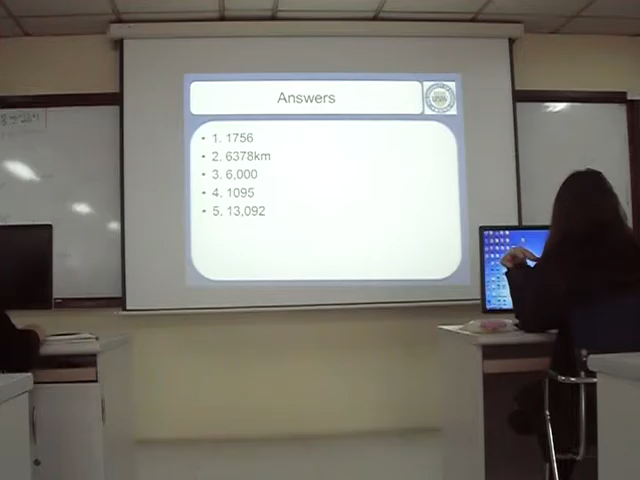 Answers
• 1. 1756
• 2. 6378km
• 3. 6,000
• 4. 1095
• 5. 13,092